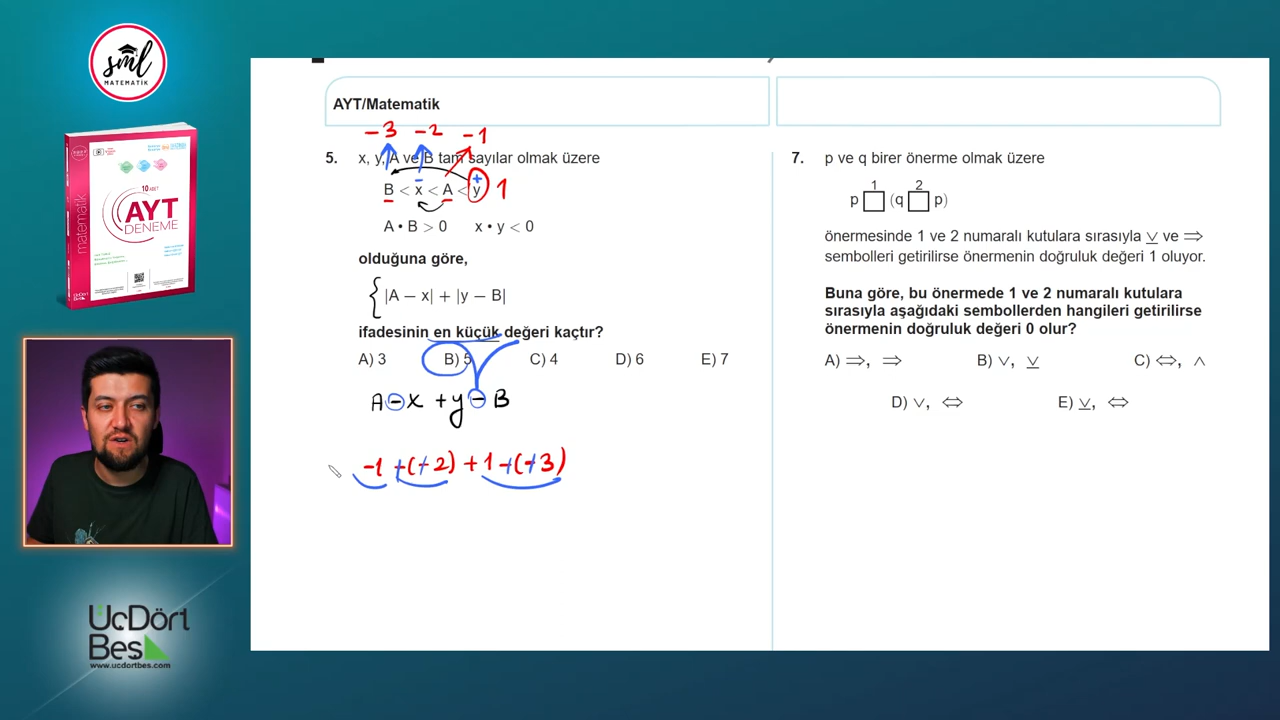 sml
MATEMATİK
10 ADET
AYT
DENEME
matematik
ÜçDört
Beş
www.ucdortbes.com
AYT/Matematik
-3 -2 -1
5. x, y, A ve B tam sayılar olmak üzere
- +
B < x < A < y 1
A • B > 0 x • y < 0
olduğuna göre,
|A − x| + |y − B|
ifadesinin en küçük değeri kaçtır?
A) 3 B) 5 C) 4 D) 6 E) 7
A - x + y - B
-1 -(-2) + 1 -(-3)
7. p ve q birer önerme olmak üzere
1 2
p □ (q □ p)
önermesinde 1 ve 2 numaralı kutulara sırasıyla ⊻ ve ⇒
sembolleri getirilirse önermenin doğruluk değeri 1 oluyor.
Buna göre, bu önermede 1 ve 2 numaralı kutulara
sırasıyla aşağıdaki sembollerden hangileri getirilirse
önermenin doğruluk değeri 0 olur?
A) ⇒, ⇒ B) ∨, ⊻ C) ⇔, ∧
D) ∨, ⇔ E) ⊻, ⇔